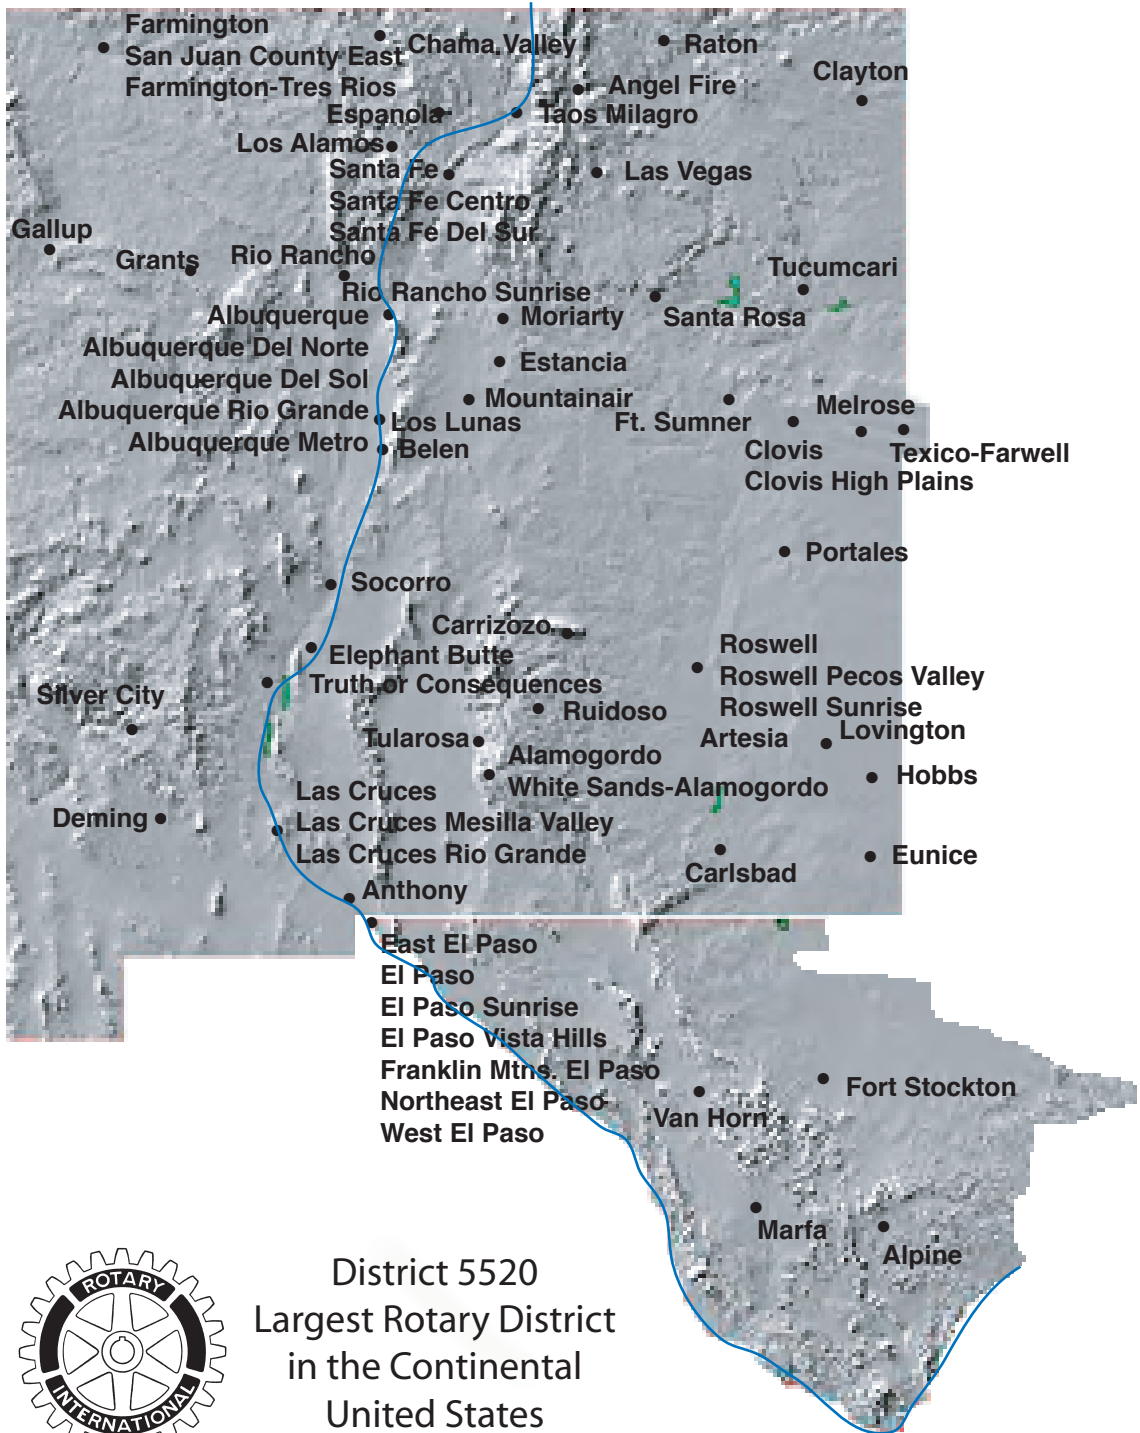 Farmington
San Juan County East
Farmington-Tres Rios
Chama Valley
Raton
Clayton
Angel Fire
Espanola
Taos Milagro
Los Alamos
Santa Fe
Santa Fe Centro
Santa Fe Del Sur
Las Vegas
Gallup
Grants
Rio Rancho
Rio Rancho Sunrise
Tucumcari
Albuquerque
Albuquerque Del Norte
Albuquerque Del Sol
Albuquerque Rio Grande
Albuquerque Metro
Moriarty
Santa Rosa
Estancia
Mountainair
Los Lunas
Belen
Ft. Sumner
Melrose
Clovis
Clovis High Plains
Texico-Farwell
Portales
Socorro
Carrizozo
Elephant Butte
Truth or Consequences
Roswell
Roswell Pecos Valley
Roswell Sunrise
Silver City
Ruidoso
Tularosa
Artesia
Lovington
Alamogordo
White Sands-Alamogordo
Hobbs
Las Cruces
Las Cruces Mesilla Valley
Las Cruces Rio Grande
Deming
Carlsbad
Eunice
Anthony
East El Paso
El Paso
El Paso Sunrise
El Paso Vista Hills
Franklin Mtns. El Paso
Northeast El Paso
West El Paso
Van Horn
Fort Stockton
Marfa
Alpine
ROTARY
INTERNATIONAL
District 5520
Largest Rotary District
in the Continental
United States